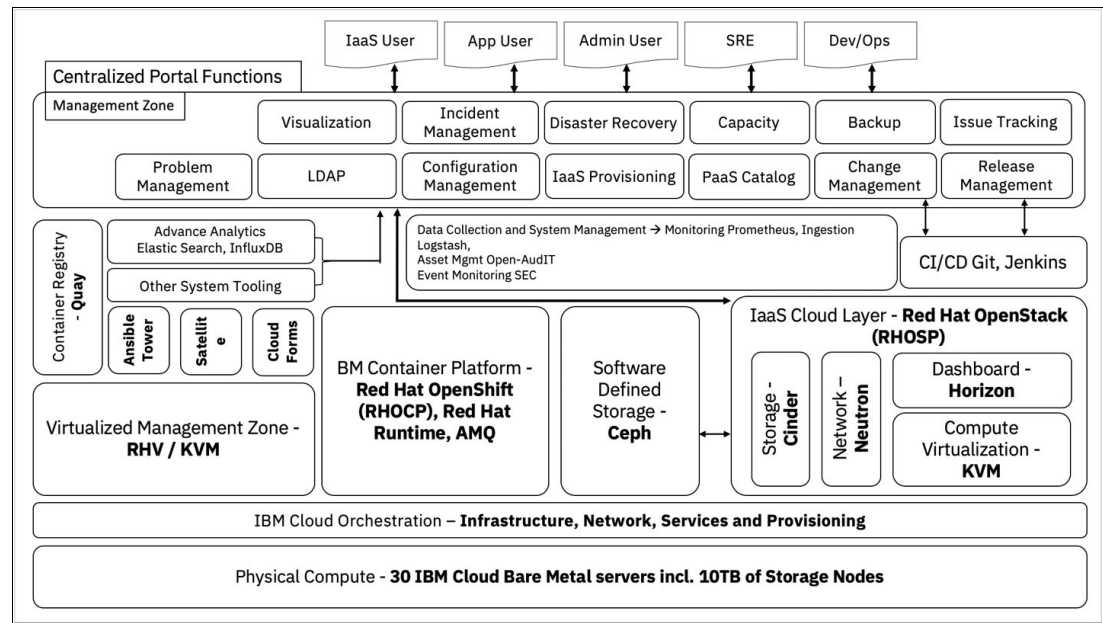 IaaS User
App User
Admin User
SRE
Dev/Ops
Centralized Portal Functions
Management Zone
Visualization
Incident
Management
Disaster Recovery
Capacity
Backup
Issue Tracking
Problem
Management
LDAP
Configuration
Management
IaaS Provisioning
PaaS Catalog
Change
Management
Release
Management
Container Registry
- Quay
Advance Analytics
Elastic Search, InfluxDB
Other System Tooling
Data Collection and System Management → Monitoring Prometheus, Ingestion
Logstash,
Asset Mgmt Open-AudIT
Event Monitoring SEC
CI/CD Git, Jenkins
Ansible
Tower
Satellit
e
Cloud
Forms
Virtualized Management Zone -
RHV / KVM
BM Container Platform -
Red Hat OpenShift
(RHOCP), Red Hat
Runtime, AMQ
Software
Defined
Storage -
Ceph
IaaS Cloud Layer - Red Hat OpenStack
(RHOSP)
Storage -
Cinder
Network –
Neutron
Dashboard -
Horizon
Compute
Virtualization -
KVM
IBM Cloud Orchestration – Infrastructure, Network, Services and Provisioning
Physical Compute - 30 IBM Cloud Bare Metal servers incl. 10TB of Storage Nodes